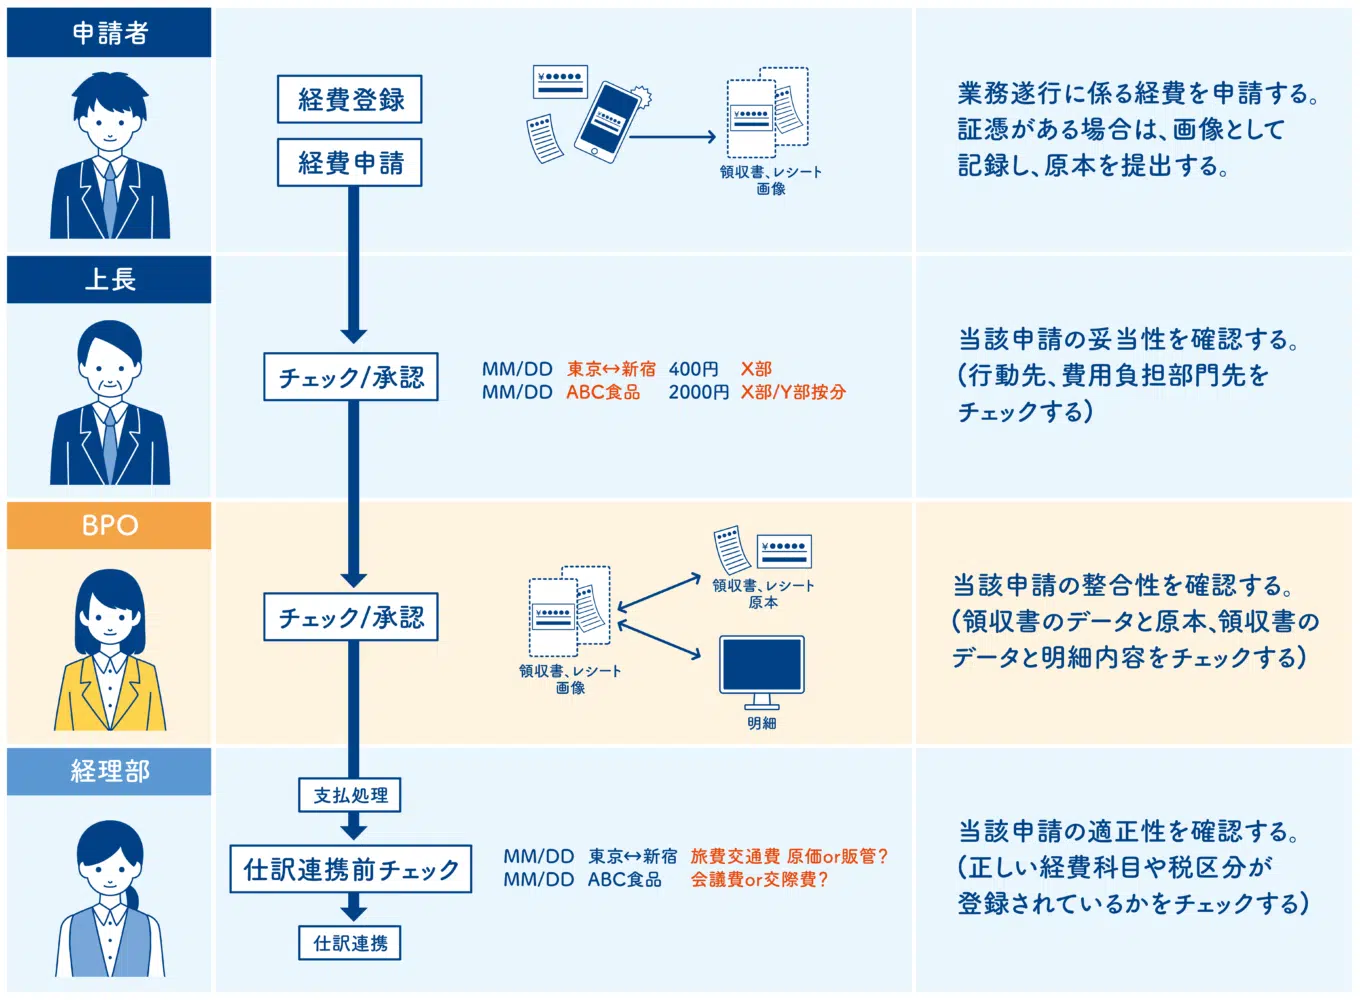 申請者
経費登録
経費申請
¥●●●●●
¥●●●●●
¥●●●●●
領収書、レシート
画像
業務遂行に係る経費を申請する。
証憑がある場合は、画像として
記録し、原本を提出する。
上長
チェック/承認
MM/DD 東京↔新宿 400円 X部
MM/DD ABC食品 2000円 X部/Y部按分
当該申請の妥当性を確認する。
(行動先、費用負担部門先を
チェックする)
BPO
チェック/承認
¥●●●●●
領収書、レシート
画像
¥●●●●●
領収書、レシート
原本
明細
当該申請の整合性を確認する。
(領収書のデータと原本、領収書の
データと明細内容をチェックする)
経理部
支払処理
仕訳連携前チェック
仕訳連携
MM/DD 東京↔新宿 旅費交通費 原価or販管?
MM/DD ABC食品 会議費or交際費?
当該申請の適正性を確認する。
(正しい経費科目や税区分が
登録されているかをチェックする)